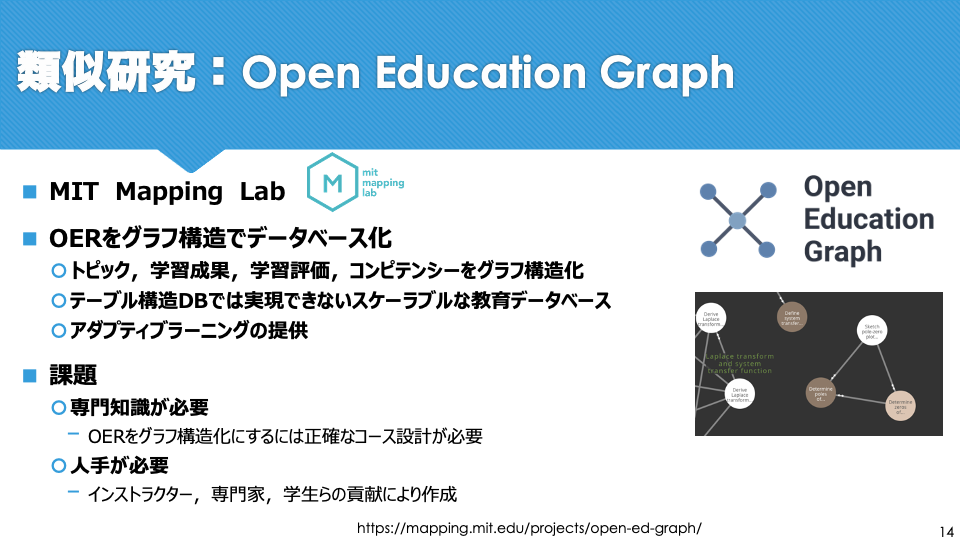 類似研究：Open Education Graph
MIT Mapping Lab
M
mit
mapping
lab
OERをグラフ構造でデータベース化
トピック，学習成果，学習評価，コンピテンシーをグラフ構造化
テーブル構造DBでは実現できないスケーラブルな教育データベース
アダプティブラーニングの提供
課題
専門知識が必要
OERをグラフ構造化にするには正確なコース設計が必要
人手が必要
インストラクター，専門家，学生らの貢献により作成
Open
Education
Graph
Derive
Laplace
transform...
Define
system
transfer...
Sketch
pole-zero
plot...
Laplace transform
and system
transfer function
Derive
Laplace
transform...
Determine
poles
of...
Determine
zeros
of...
https://mapping.mit.edu/projects/open-ed-graph/
14